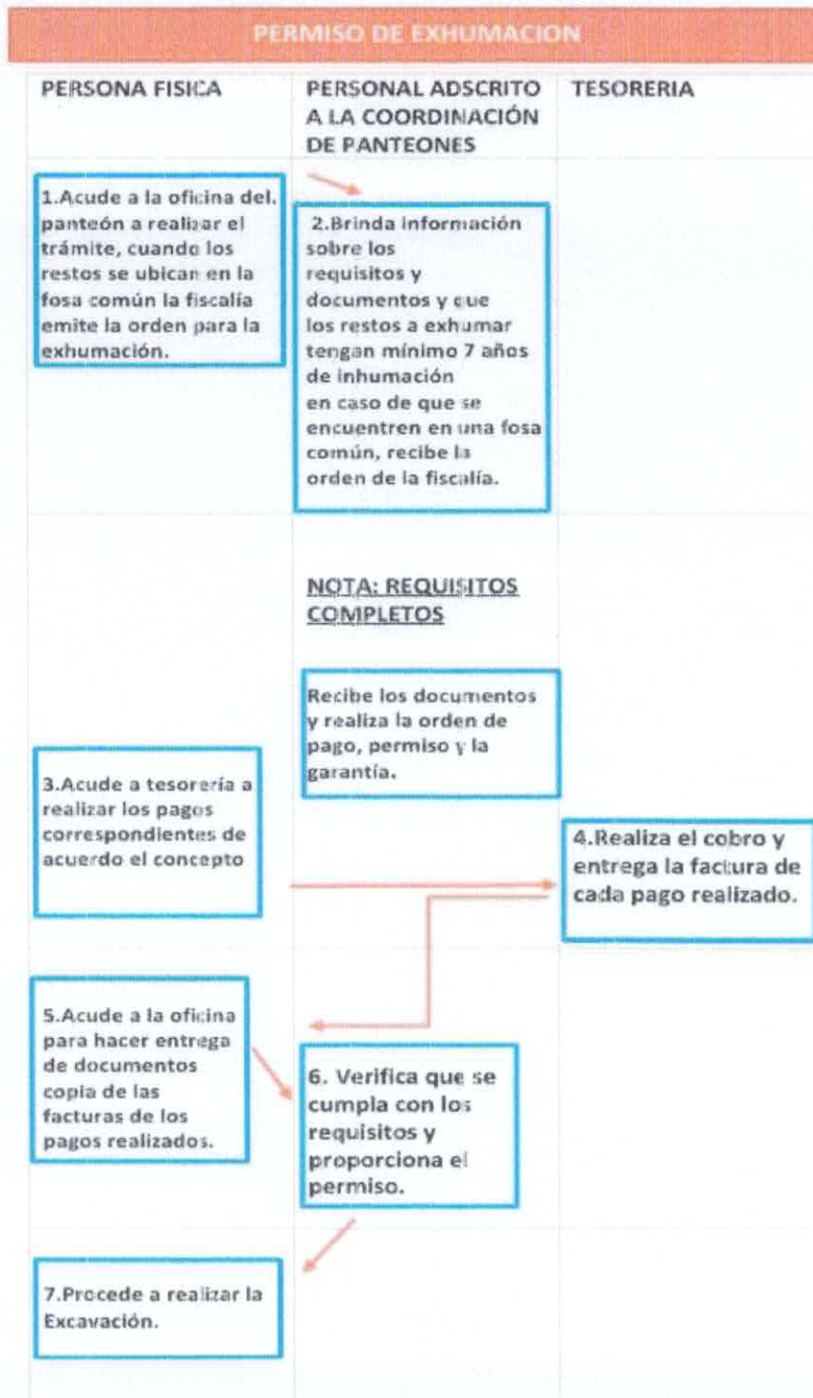 PERMISO DE EXHUMACION
PERSONA FISICA
PERSONAL ADSCRITO
A LA COORDINACIÓN
DE PANTEONES
TESORERIA
1.Acude a la oficina del.
panteón a realizar el
trámite, cuando los
restos se ubican en la
fosa común la fiscalía
emite la orden para la
exhumación.
2.Brinda información
sobre los
requisitos y
documentos y que
los restos a exhumar
tengan mínimo 7 años
de inhumación
en caso de que se
encuentren en una fosa
común, recibe la
orden de la fiscalía.
NOTA: REQUISITOS
COMPLETOS
Recibe los documentos
y realiza la orden de
pago, permiso y la
garantía.
3.Acude a tesorería a
realizar los pagos
correspondientes de
acuerdo el concepto
4.Realiza el cobro y
entrega la factura de
cada pago realizado.
5.Acude a la oficina
para hacer entrega
de documentos
copia de las
facturas de los
pagos realizados.
6. Verifica que se
cumpla con los
requisitos y
proporciona el
permiso.
7.Procede a realizar la
Excavación.